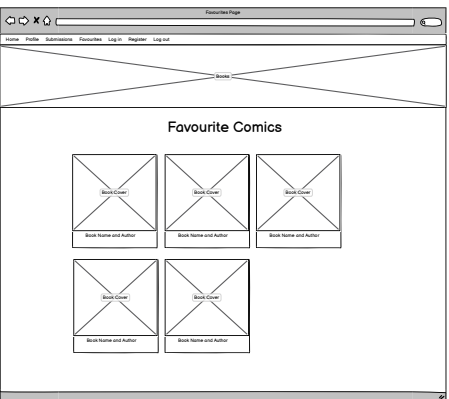 Favourites Page
Home Profile Submissions Favourites Log in Register Log out
Books
Favourite Comics
Book Cover Book Cover Book Cover
Book Name and Author Book Name and Author Book Name and Author
Book Cover Book Cover
Book Name and Author Book Name and Author